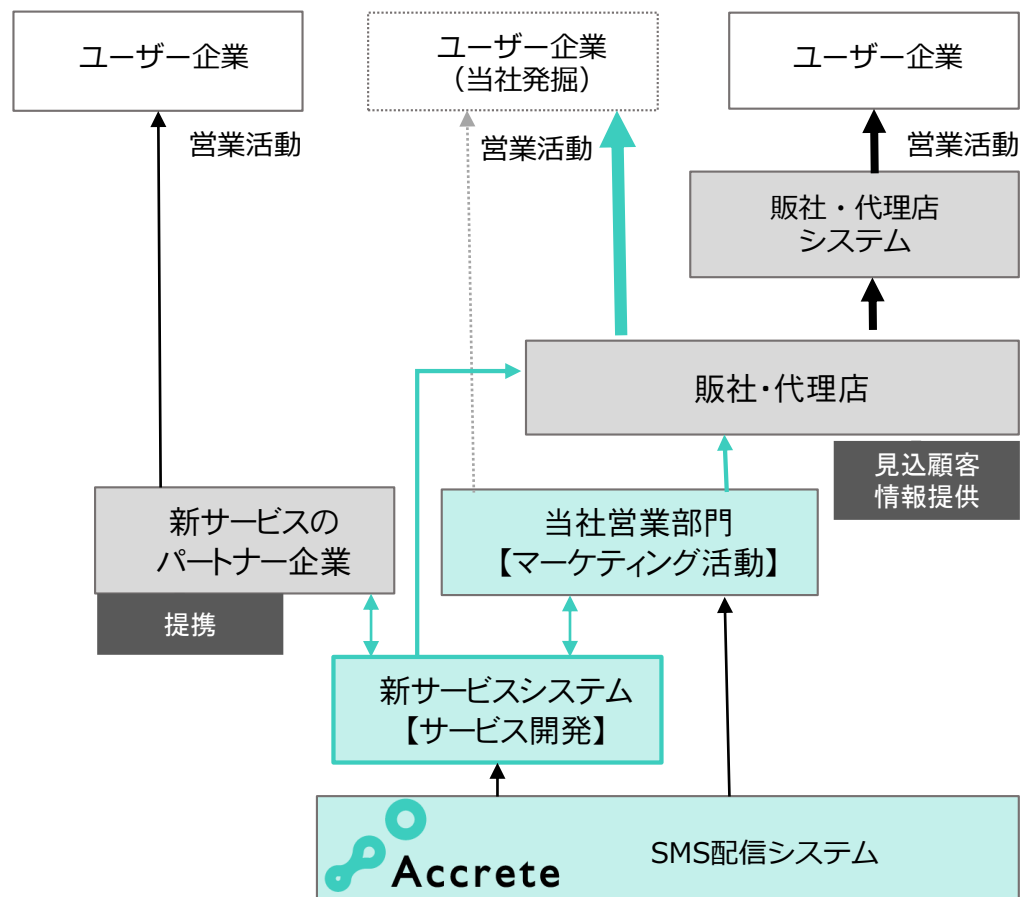 ユーザー企業
ユーザー企業
（当社発掘）
ユーザー企業
営業活動
営業活動
営業活動
販社・代理店
システム
販社・代理店
見込顧客
情報提供
新サービスの
パートナー企業
提携
当社営業部門
【マーケティング活動】
新サービスシステム
【サービス開発】
Accrete
SMS配信システム